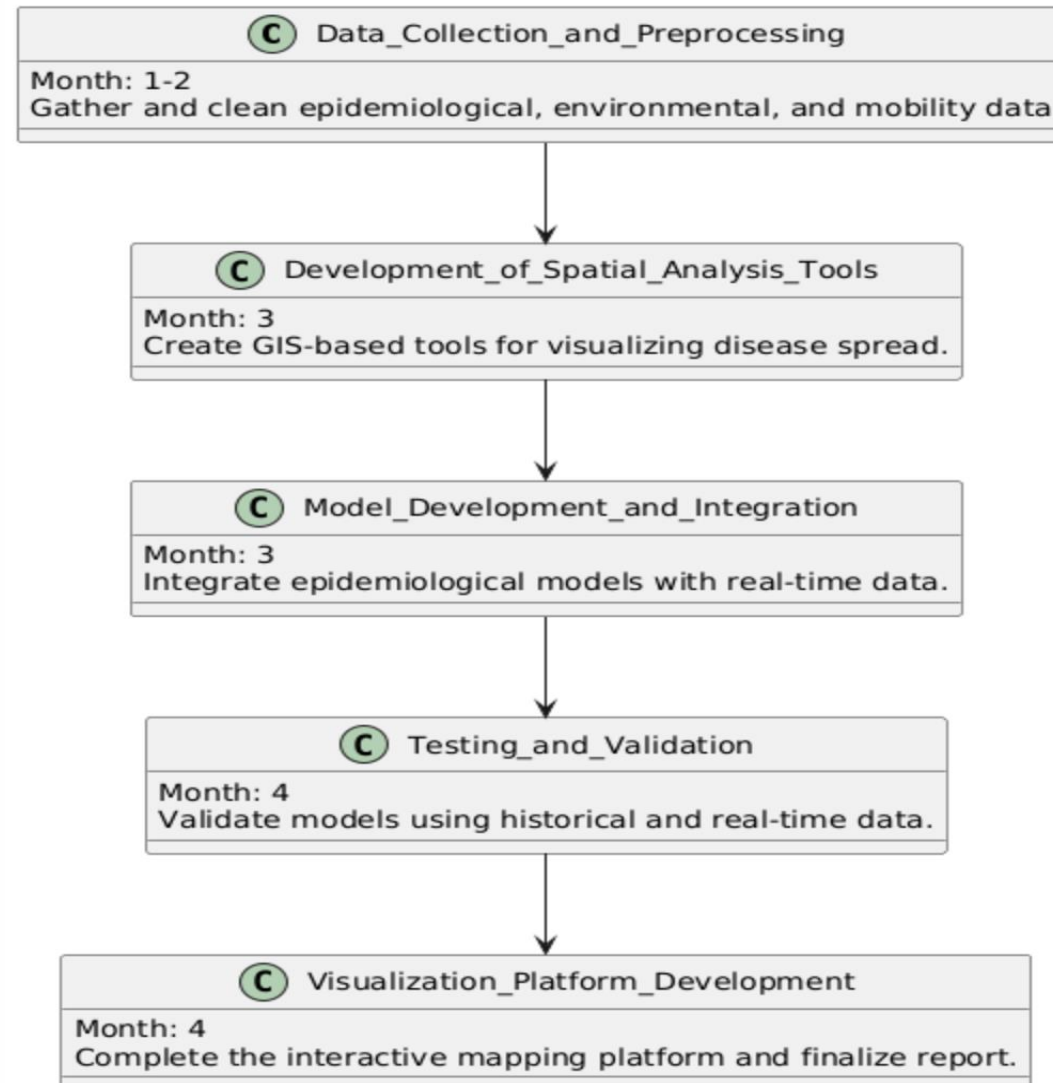 C Data_Collection_and_Preprocessing
Month: 1-2
Gather and clean epidemiological, environmental, and mobility data
C Development_of_Spatial_Analysis_Tools
Month: 3
Create GIS-based tools for visualizing disease spread.
C Model_Development_and_Integration
Month: 3
Integrate epidemiological models with real-time data.
C Testing_and_Validation
Month: 4
Validate models using historical and real-time data.
C Visualization_Platform_Development
Month: 4
Complete the interactive mapping platform and finalize report.